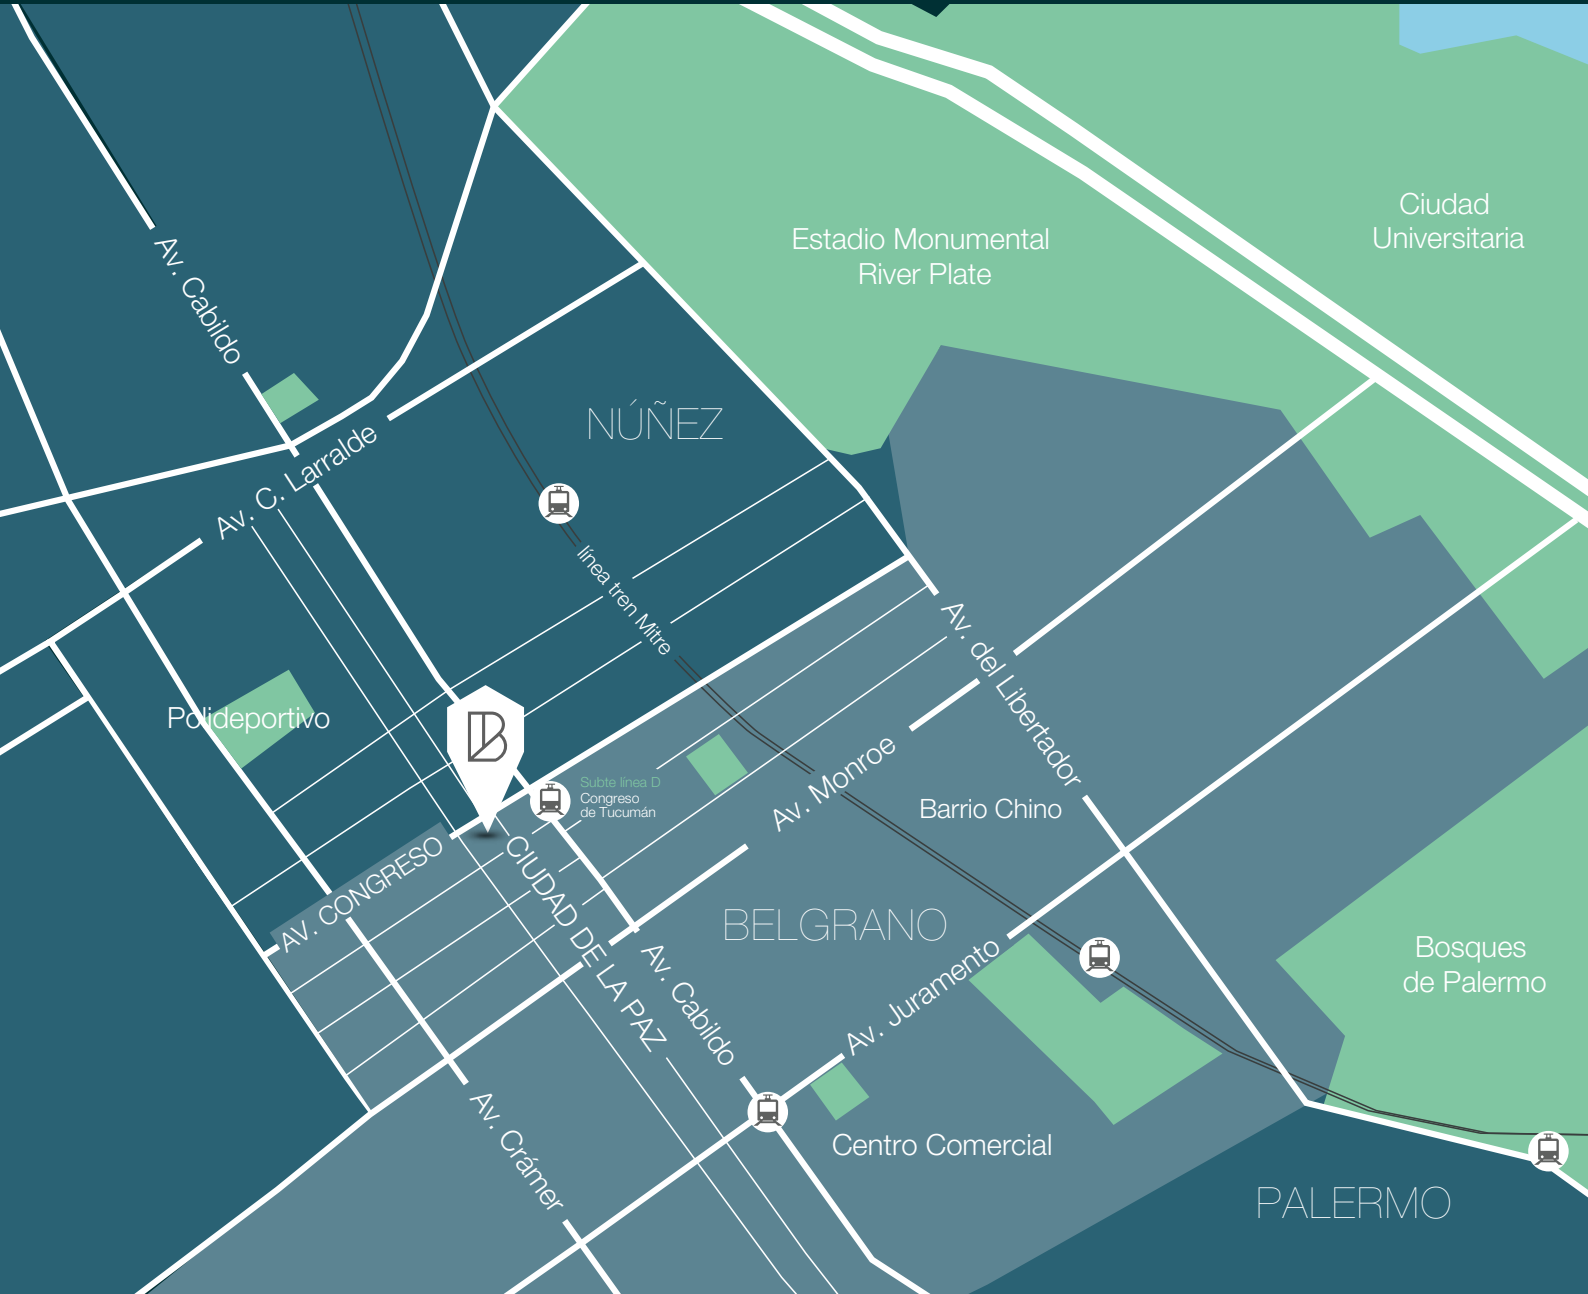 Ciudad
Universitaria
Estadio Monumental
River Plate
Av. Cabildo
NÚÑEZ
Av. C. Larralde
línea tren Mitre
Av. del Libertador
Polideportivo
B
Subte línea D
Congreso
de Tucumán
Av. Monroe
Barrio Chino
AV. CONGRESO
CIUDAD DE LA PAZ
BELGRANO
Av. Cabildo
Av. Juramento
Bosques
de Palermo
Av. Crámer
Centro Comercial
PALERMO